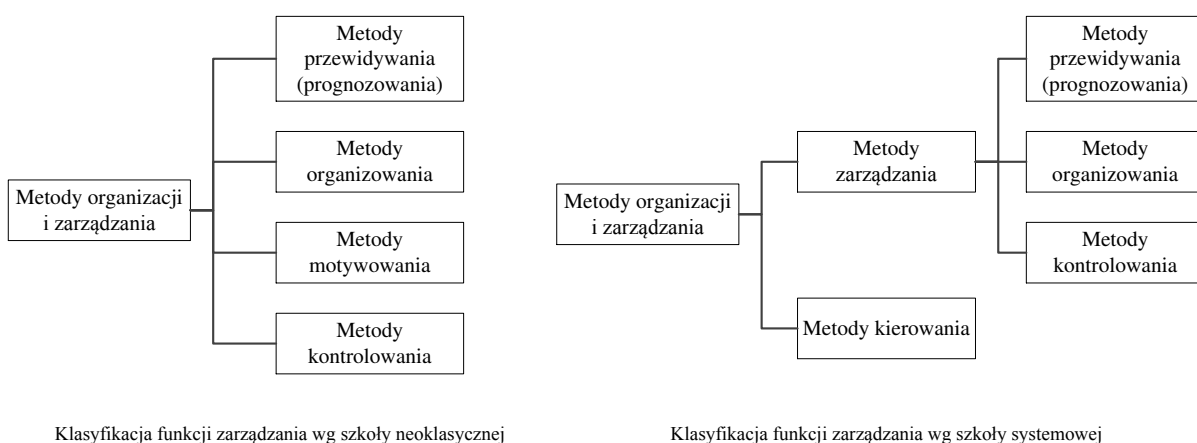 Metody
przewidywania
(prognozowania)
Metody
organizowania
Metody organizacji
i zarządzania
Metody
motywowania
Metody
kontrolowania
Klasyfikacja funkcji zarządzania wg szkoły neoklasycznej
Metody
przewidywania
(prognozowania)
Metody
zarządzania
Metody
organizowania
Metody organizacji
i zarządzania
Metody
kontrolowania
Metody kierowania
Klasyfikacja funkcji zarządzania wg szkoły systemowej